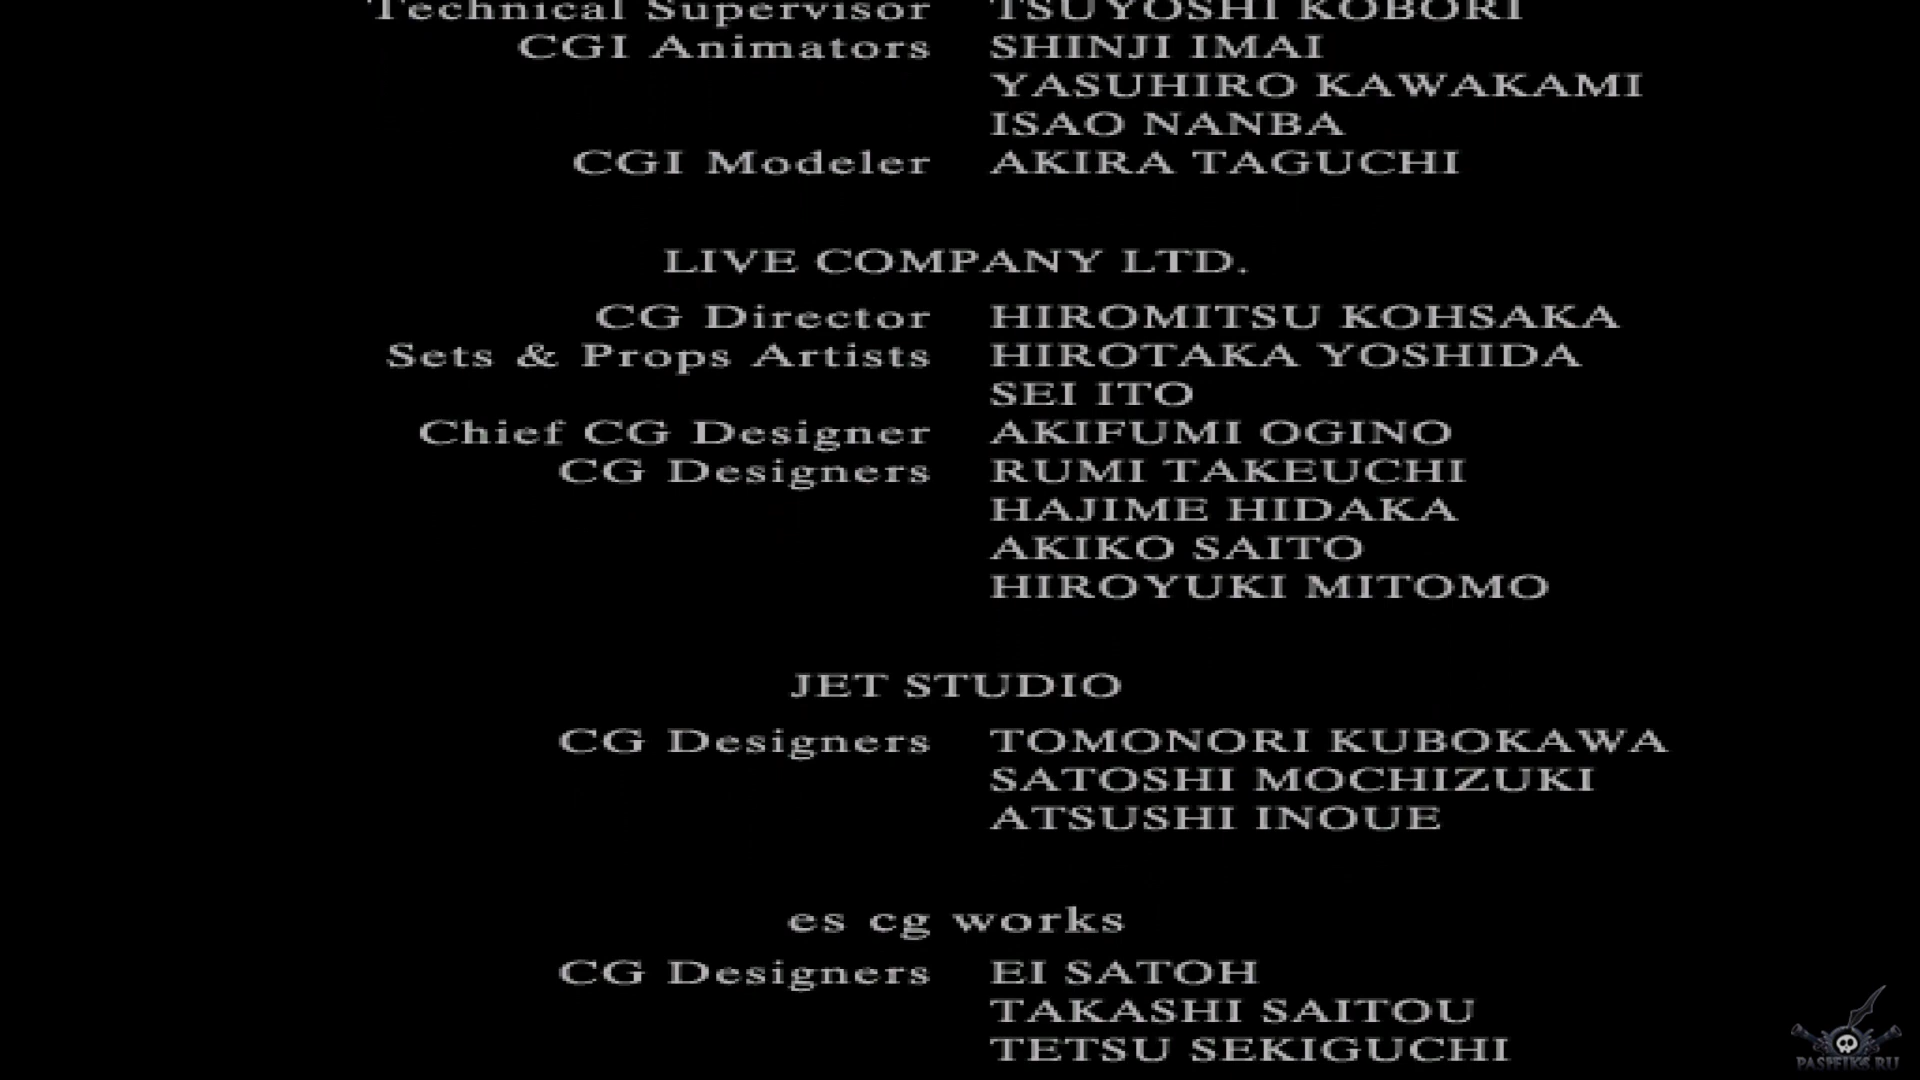 Technical Supervisor TSUYOSHI KOBORI
CGI Animators SHINJI IMAI
YASUHIRO KAWAKAMI
ISAO NANBA
CGI Modeler AKIRA TAGUCHI
LIVE COMPANY LTD.
CG Director HIROMITSU KOHSAKA
Sets & Props Artists HIROTAKA YOSHIDA
SEI ITO
Chief CG Designer AKIFUMI OGINO
CG Designers RUMI TAKEUCHI
HAJIME HIDAKA
AKIKO SAITO
HIROYUKI MITOMO
JET STUDIO
CG Designers TOMONORI KUBOKAWA
SATOSHI MOCHIZUKI
ATSUSHI INOUE
es cg works
CG Designers EI SATOH
TAKASHI SAITOU
TETSU SEKIGUCHI